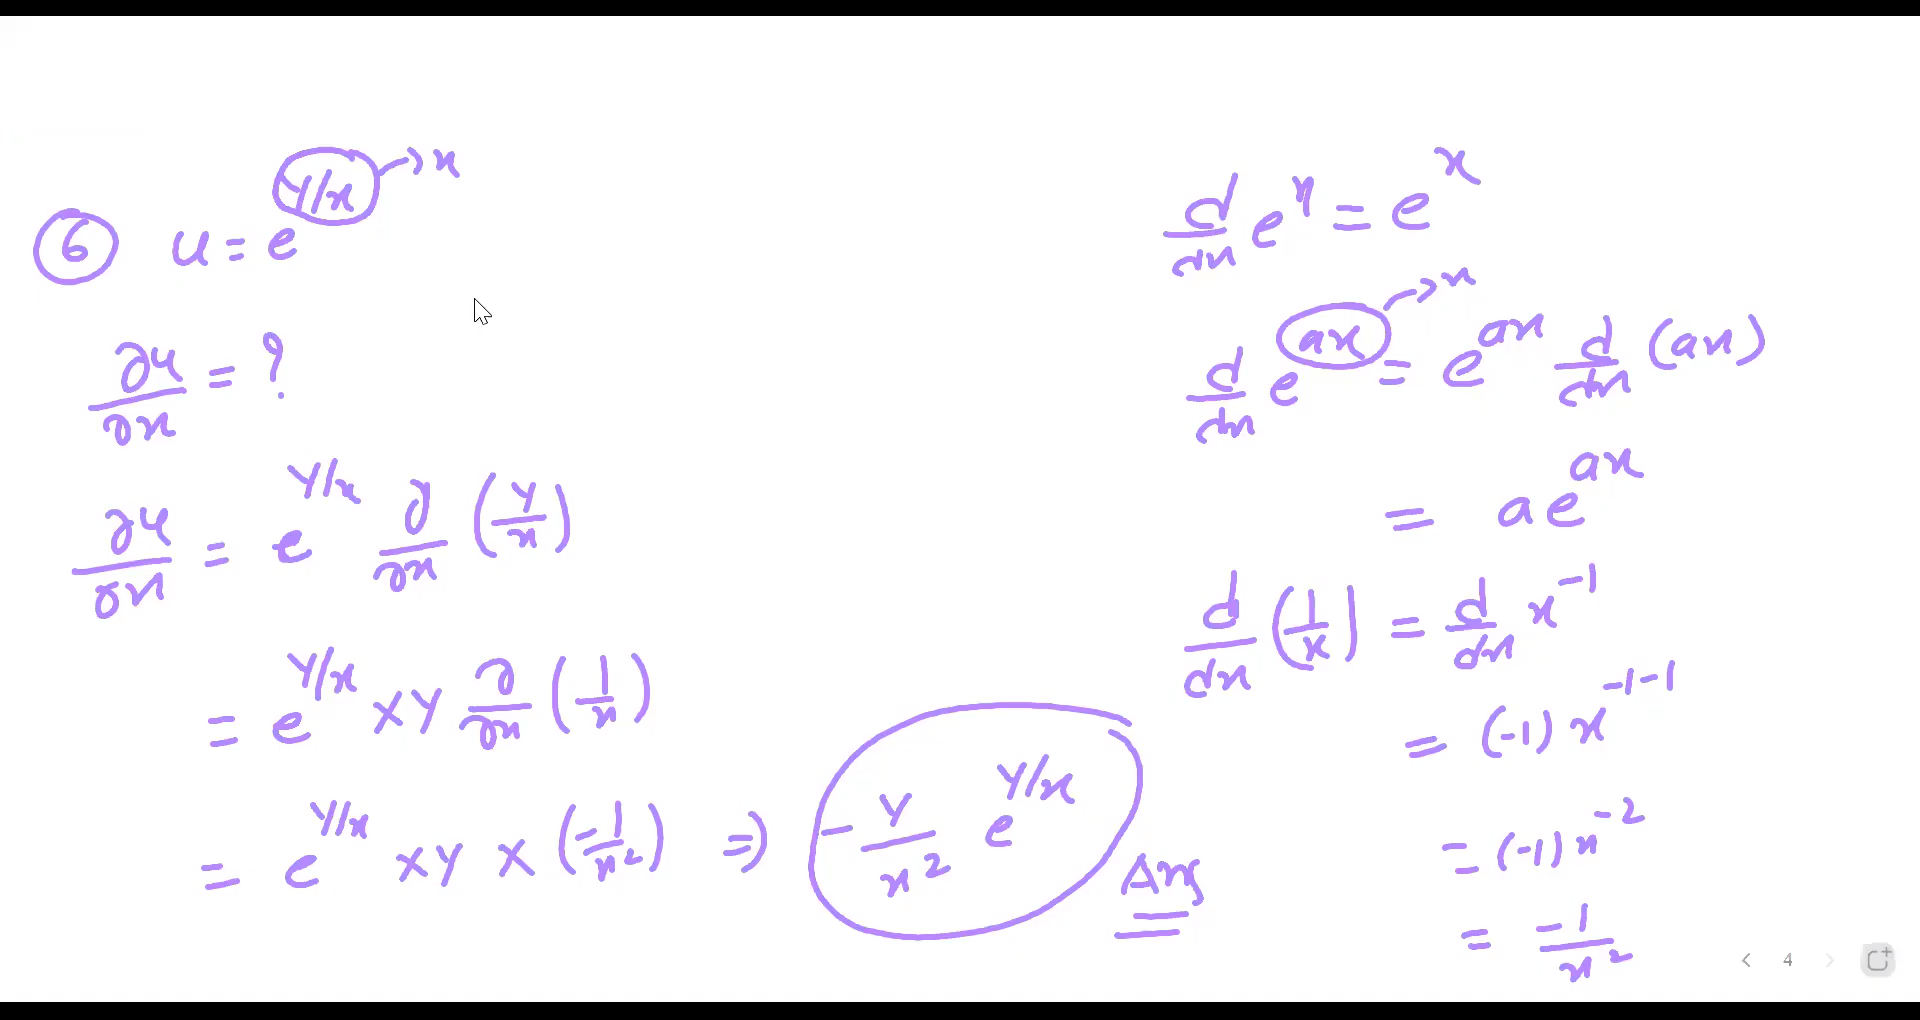 ⑥ u = e^{y/x} → x
∂u/∂x = ?
∂u/∂x = e^{y/x} ∂/∂x (y/x)
= e^{y/x} × y ∂/∂x (1/x)
= e^{y/x} × y × (-1/x²) ⇒ - y/x² e^{y/x}
Ans
d/dx e^x = e^x
d/dx e^{ax} = e^{ax} d/dx (ax)
→ x
= a e^{ax}
d/dx (1/x) = d/dx x^{-1}
= (-1) x^{-1-1}
= (-1) x^{-2}
= -1/x²
4